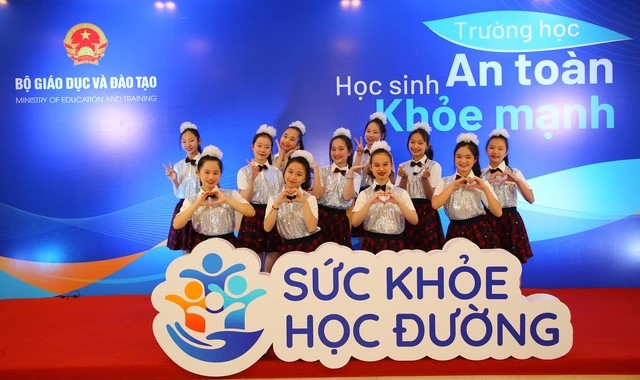 BỘ GIÁO DỤC VÀ ĐÀO TẠO
MINISTRY OF EDUCATION AND TRAINING
Trường học
An toàn
Học sinh
Khỏe mạnh
SỨC KHỎE
HỌC ĐƯỜNG